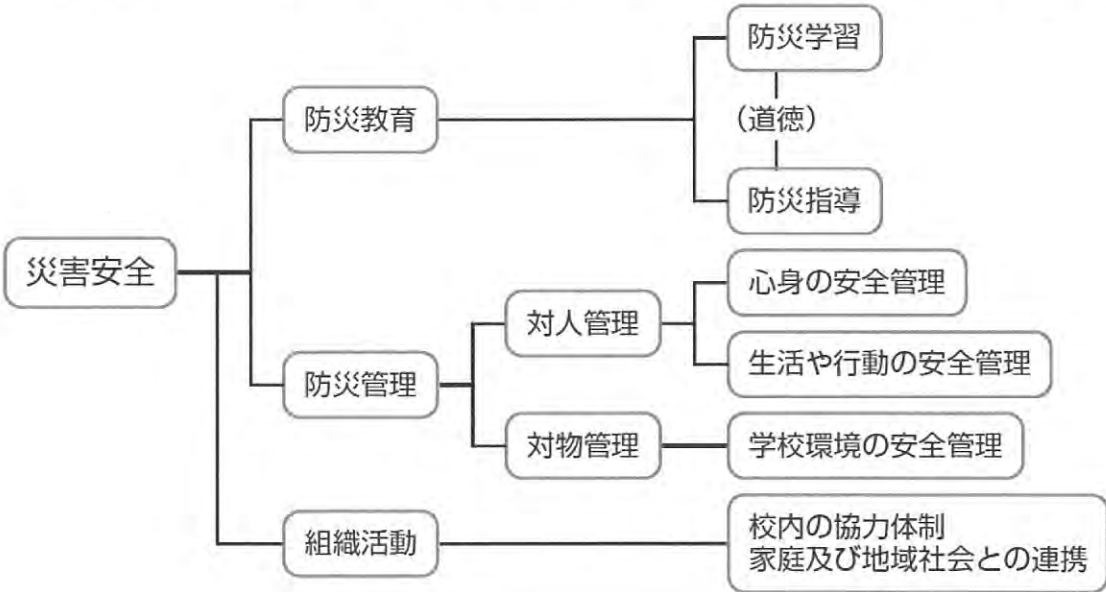 防災学習
防災教育
（道徳）
防災指導
災害安全
心身の安全管理
対人管理
生活や行動の安全管理
防災管理
対物管理
学校環境の安全管理
組織活動
校内の協力体制
家庭及び地域社会との連携